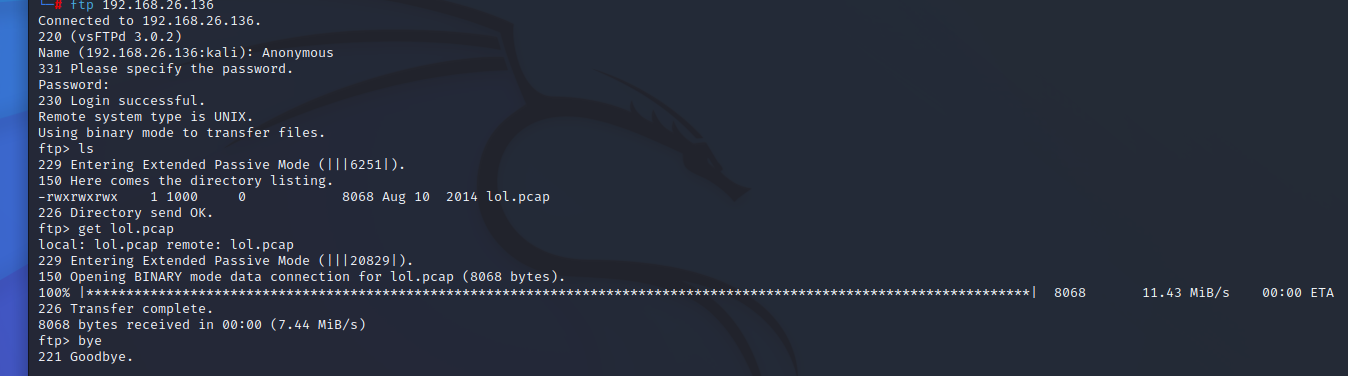 └─# ftp 192.168.26.136
Connected to 192.168.26.136.
220 (vsFTPd 3.0.2)
Name (192.168.26.136:kali): Anonymous
331 Please specify the password.
Password:
230 Login successful.
Remote system type is UNIX.
Using binary mode to transfer files.
ftp> ls
229 Entering Extended Passive Mode (|||6251|).
150 Here comes the directory listing.
-rwxrwxrwx    1 1000     0            8068 Aug 10  2014 lol.pcap
226 Directory send OK.
ftp> get lol.pcap
local: lol.pcap remote: lol.pcap
229 Entering Extended Passive Mode (|||20829|).
150 Opening BINARY mode data connection for lol.pcap (8068 bytes).
100% |***********************************************************************************************************************|  8068       11.43 MiB/s    00:00 ETA
226 Transfer complete.
8068 bytes received in 00:00 (7.44 MiB/s)
ftp> bye
221 Goodbye.